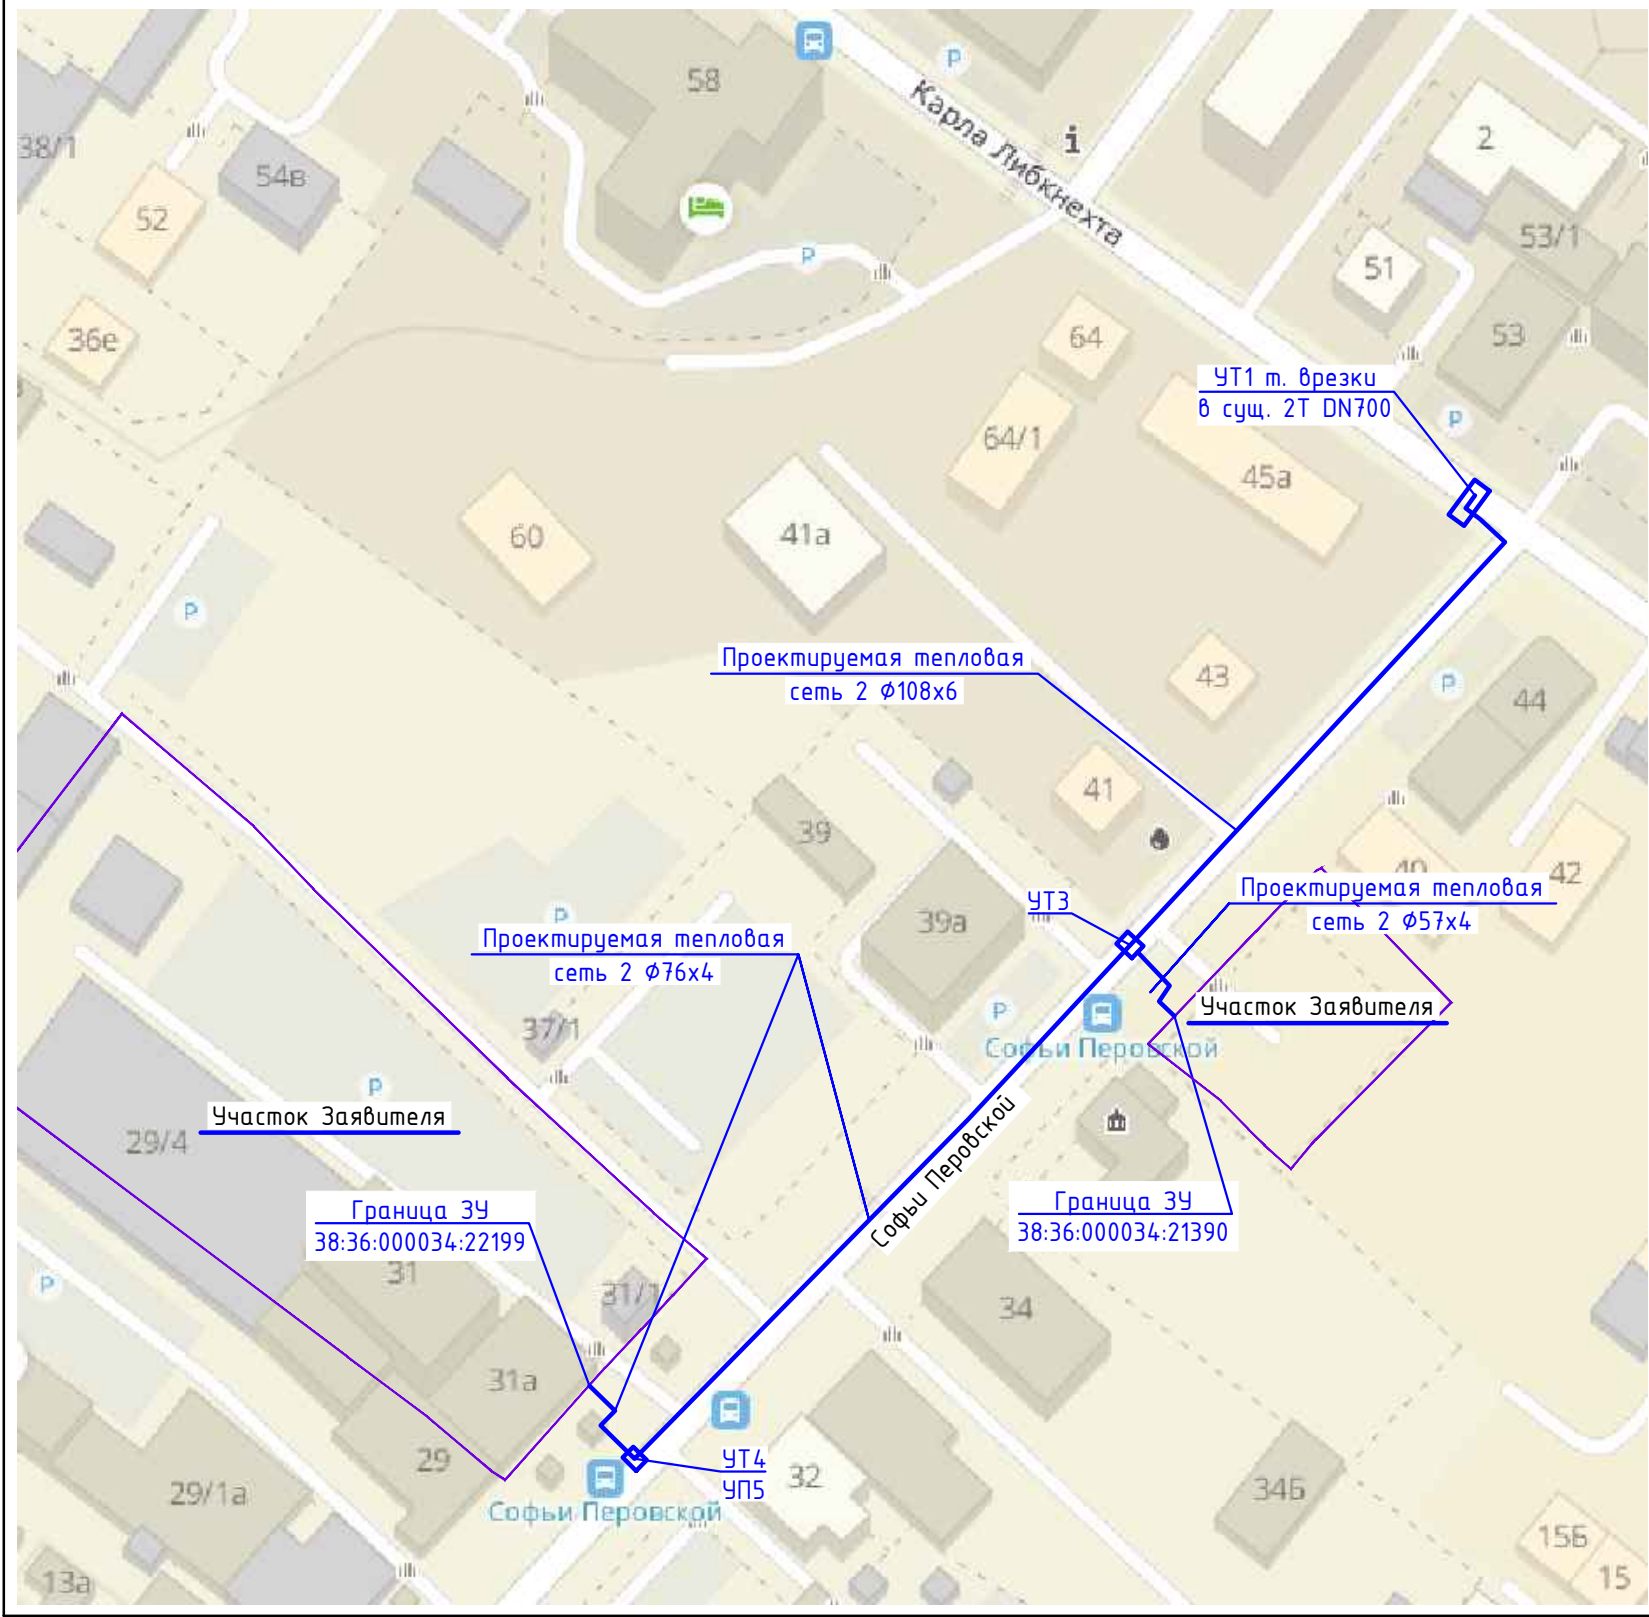 58
P
Карла Либкнехта
i
2
38/1
54в
52
53/1
51
P
36е
64
53
УТ1 т. врезки
в сущ. 2Т DN700
P
64/1
45а
60
41а
P
Проектируемая тепловая
сеть 2 Ø108х6
43
P
44
41
39
40
42
Проектируемая тепловая
сеть 2 Ø57х4
УТ3
39а
P
Проектируемая тепловая
сеть 2 Ø76х4
Участок Заявителя
P
37/1
Софьи Перовской
P
Участок Заявителя
29/4
Софьи Перовской
Граница ЗУ
38:36:000034:22199
Граница ЗУ
38:36:000034:21390
31
P
31/1
34
31а
29
УТ4
УП5
32
29/1а
34Б
Софьи Перовской
15Б
15
13а